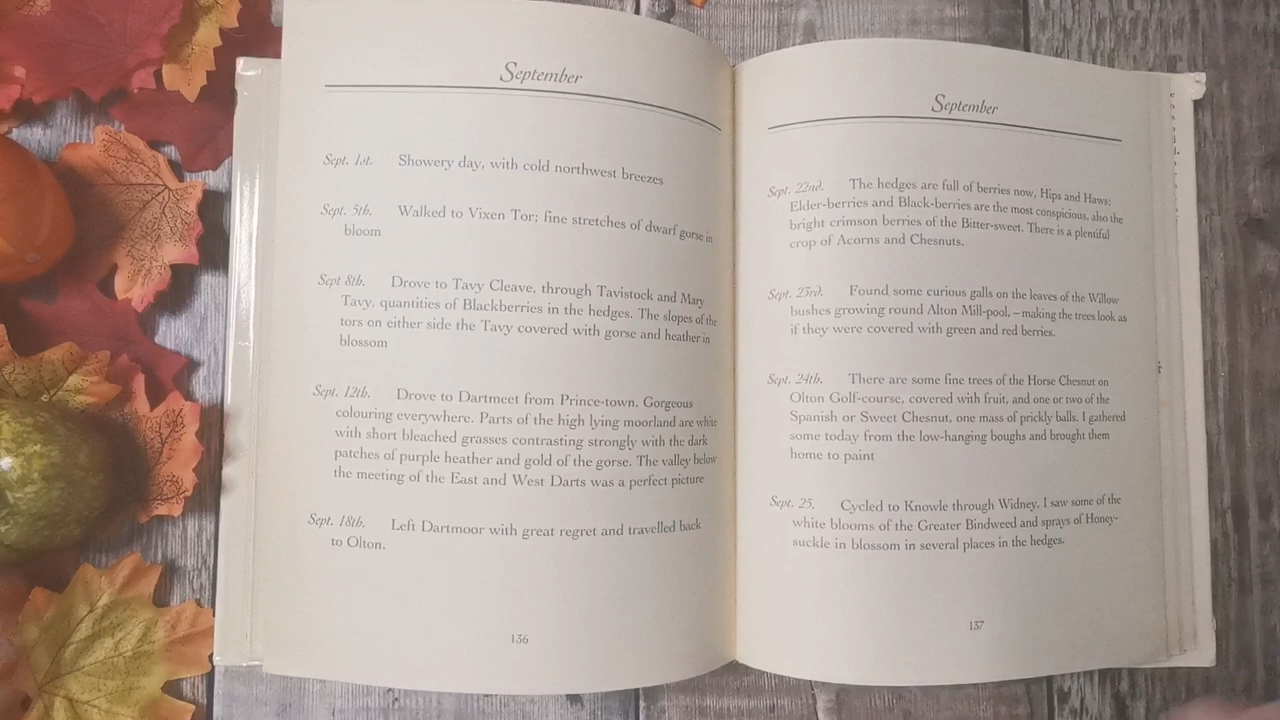 September
Sept. 1st. Showery day, with cold northwest breezes
Sept. 5th. Walked to Vixen Tor; fine stretches of dwarf gorse in
bloom
Sept 8th. Drove to Tavy Cleave, through Tavistock and Mary
Tavy, quantities of Blackberries in the hedges. The slopes of the
tors on either side the Tavy covered with gorse and heather in
blossom
Sept. 12th. Drove to Dartmeet from Prince-town. Gorgeous
colouring everywhere. Parts of the high lying moorland are white
with short bleached grasses contrasting strongly with the dark
patches of purple heather and gold of the gorse. The valley below
the meeting of the East and West Darts was a perfect picture
Sept. 18th. Left Dartmoor with great regret and travelled back
to Olton.
136
September
Sept. 22nd. The hedges are full of berries now, Hips and Haws;
Elder-berries and Black-berries are the most conspicious, also the
bright crimson berries of the Bitter-sweet. There is a plentiful
crop of Acorns and Chesnuts.
Sept. 23rd. Found some curious galls on the leaves of the Willow
bushes growing round Alton Mill-pool, – making the trees look as
if they were covered with green and red berries.
Sept. 24th. There are some fine trees of the Horse Chesnut on
Olton Golf-course, covered with fruit, and one or two of the
Spanish or Sweet Chesnut, one mass of prickly balls. I gathered
some today from the low-hanging boughs and brought them
home to paint
Sept. 25. Cycled to Knowle through Widney, I saw some of the
white blooms of the Greater Bindweed and sprays of Honey-
suckle in blossom in several places in the hedges.
137